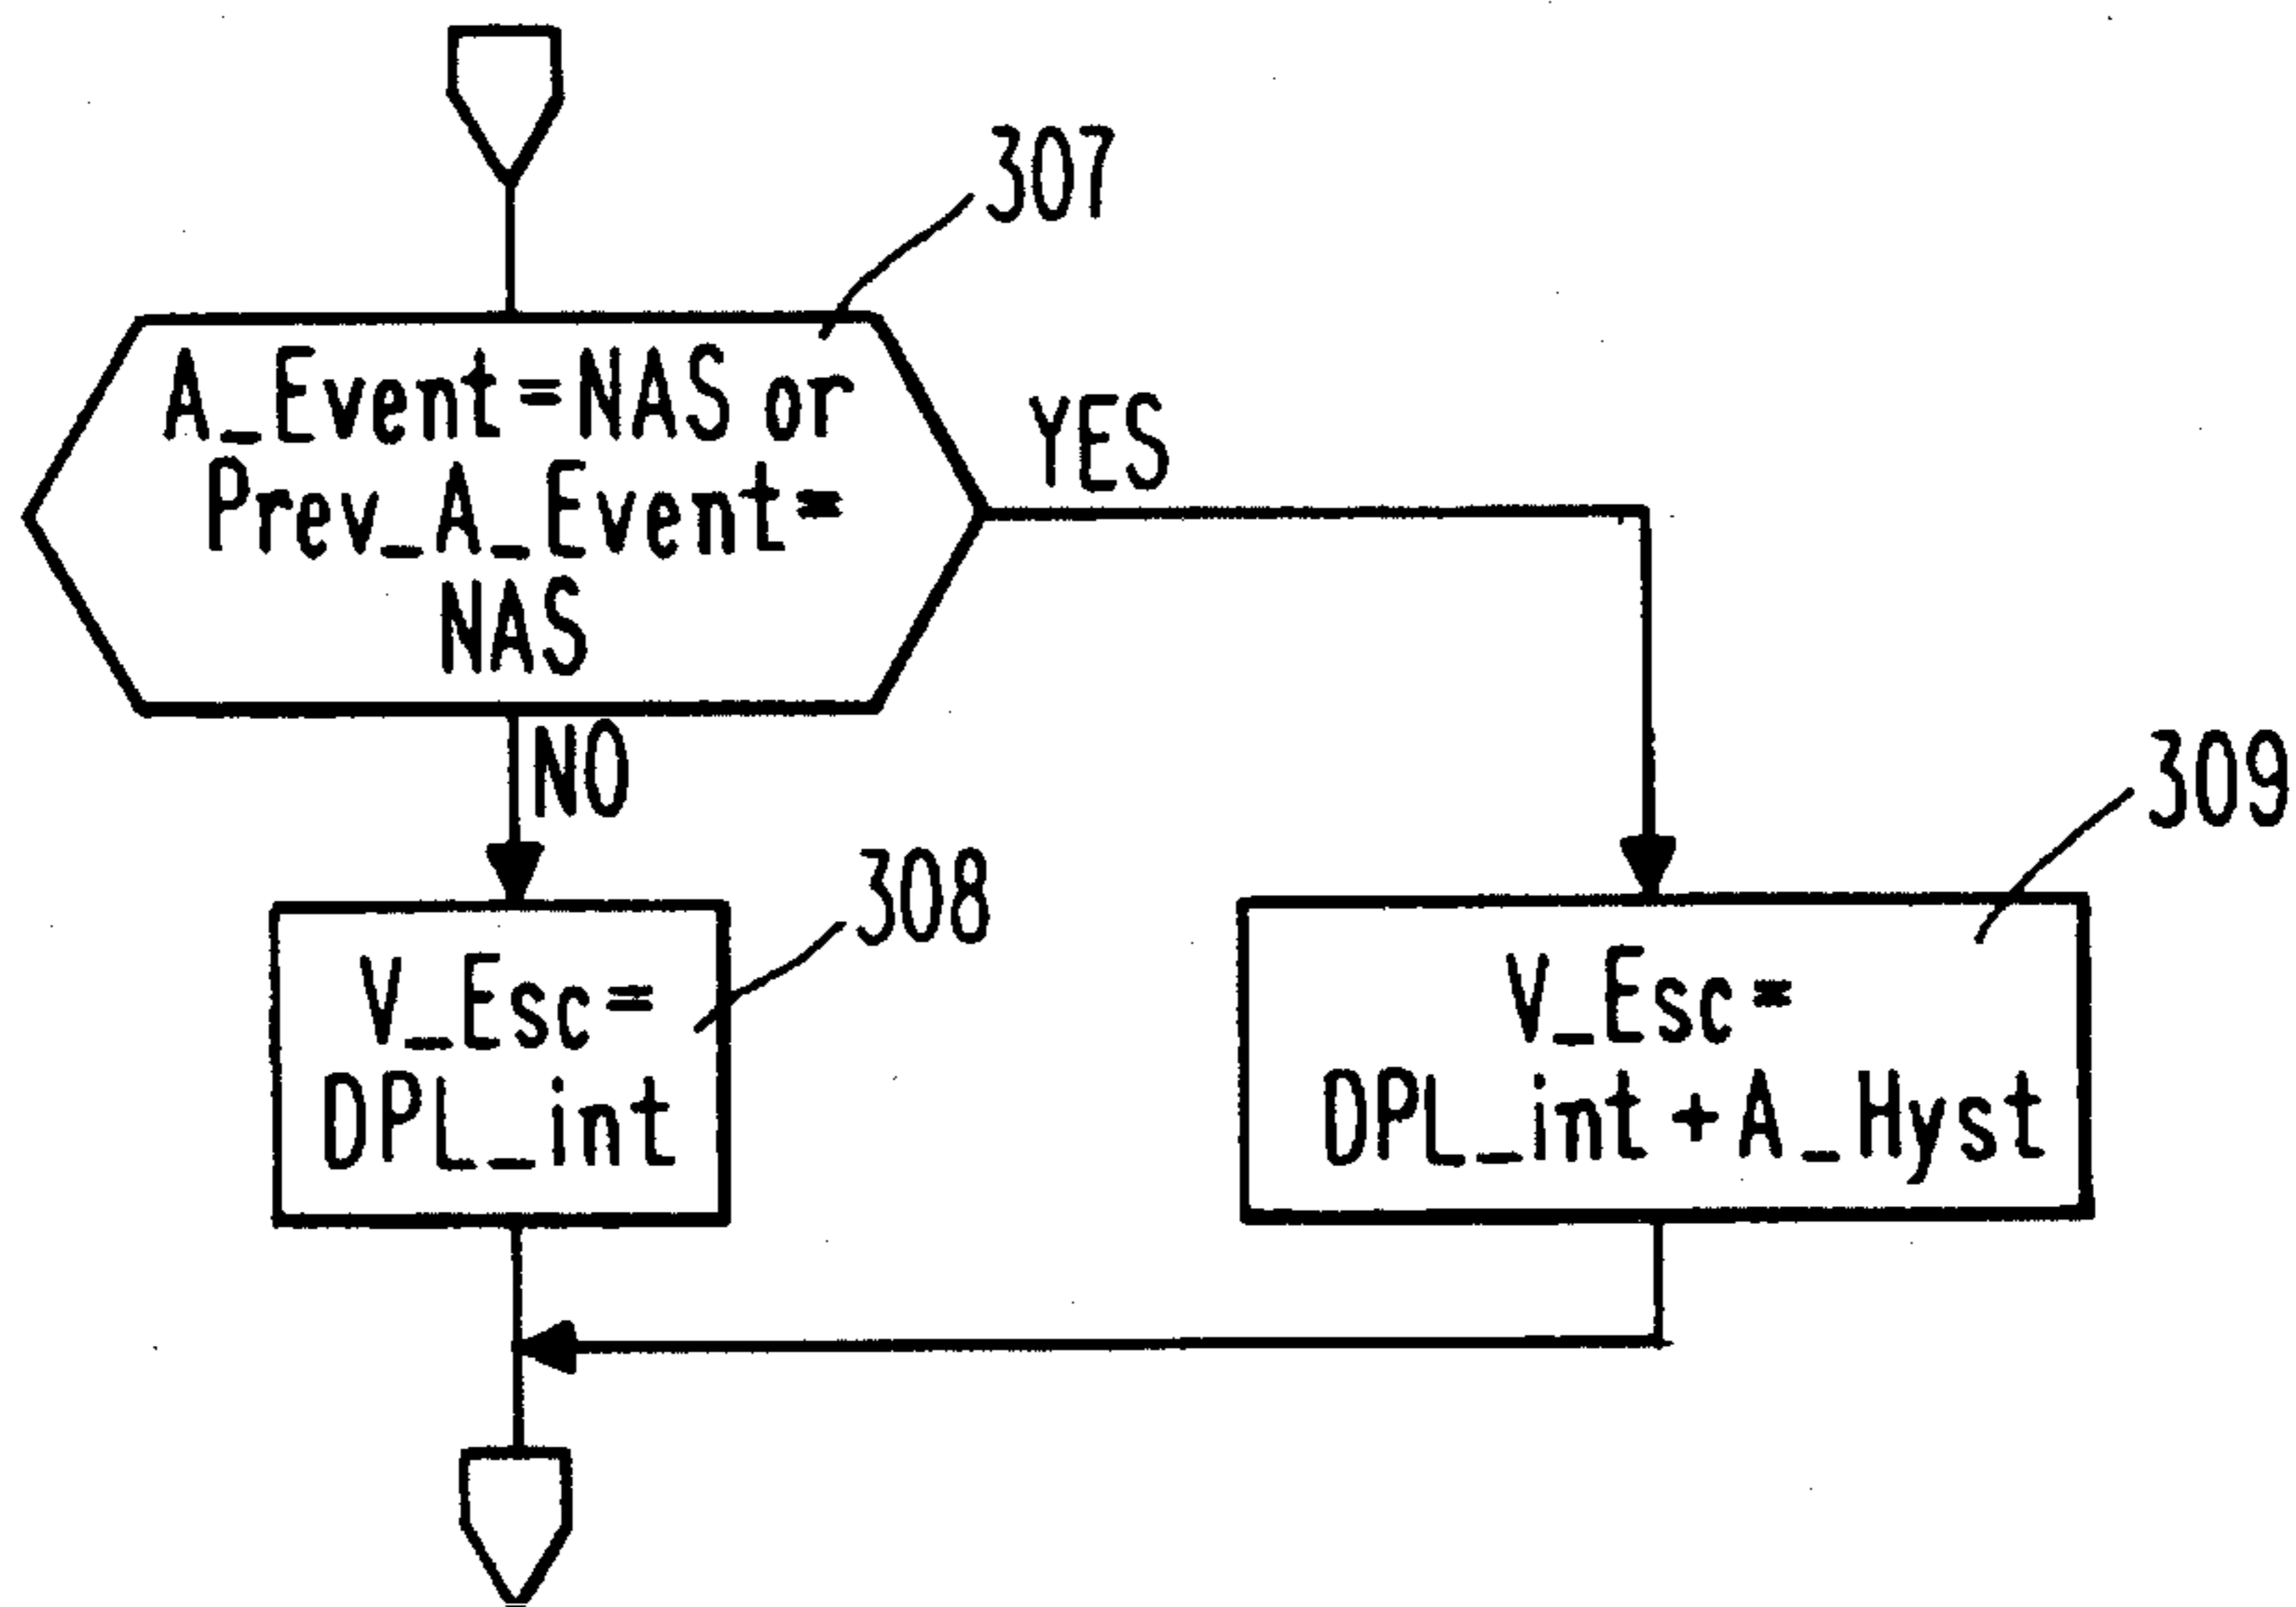 307
A_Event=NAS or
Prev_A_Event=
NAS
YES
NO
308
V_Esc=
DPL_int
309
V_Esc=
DPL_int+A_Hyst